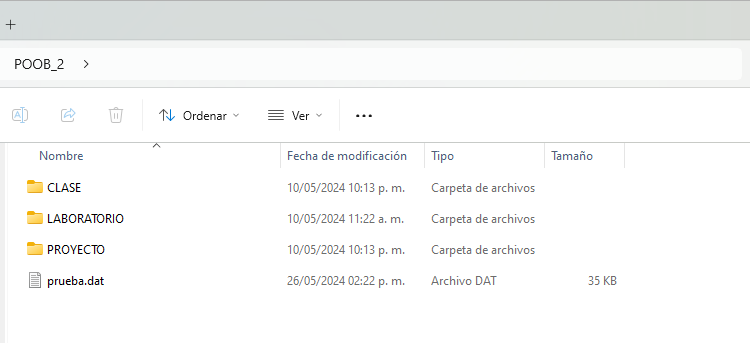 +
POOB_2 >
Ordenar Ver ...
Nombre Fecha de modificación Tipo Tamaño
CLASE 10/05/2024 10:13 p. m. Carpeta de archivos
LABORATORIO 10/05/2024 11:22 a. m. Carpeta de archivos
PROYECTO 10/05/2024 10:13 p. m. Carpeta de archivos
prueba.dat 26/05/2024 02:22 p. m. Archivo DAT 35 KB